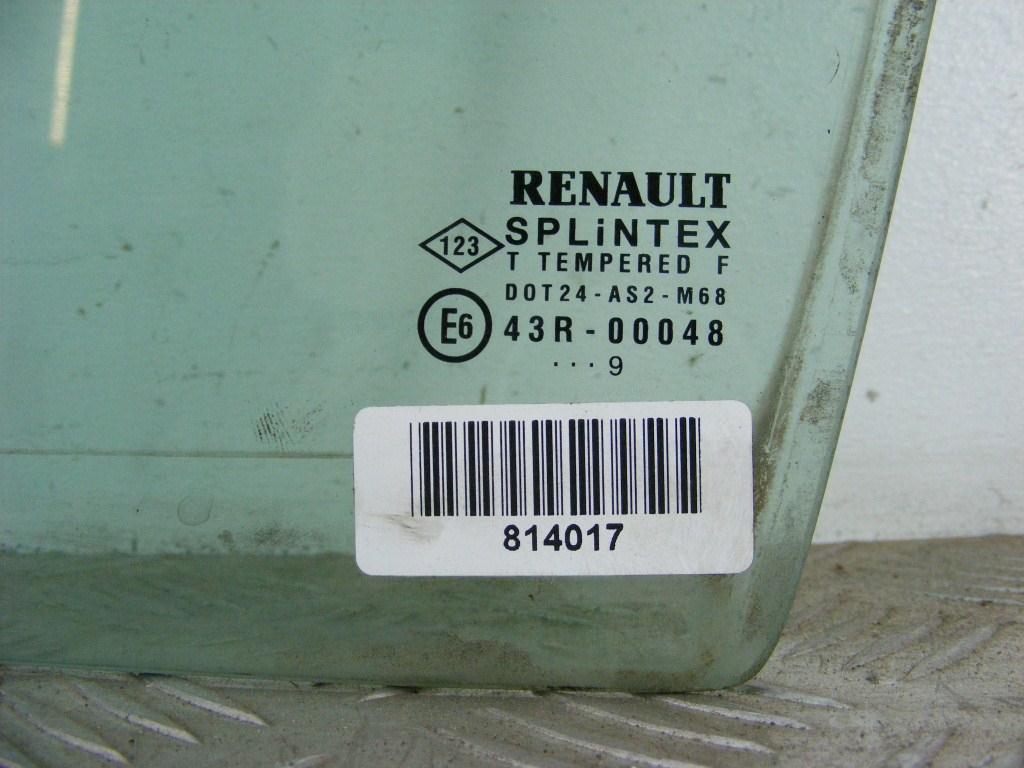 RENAULT
123 SPLiNTEX
T TEMPERED F
DOT24-AS2-M68
E6 43R-00048
...9
814017